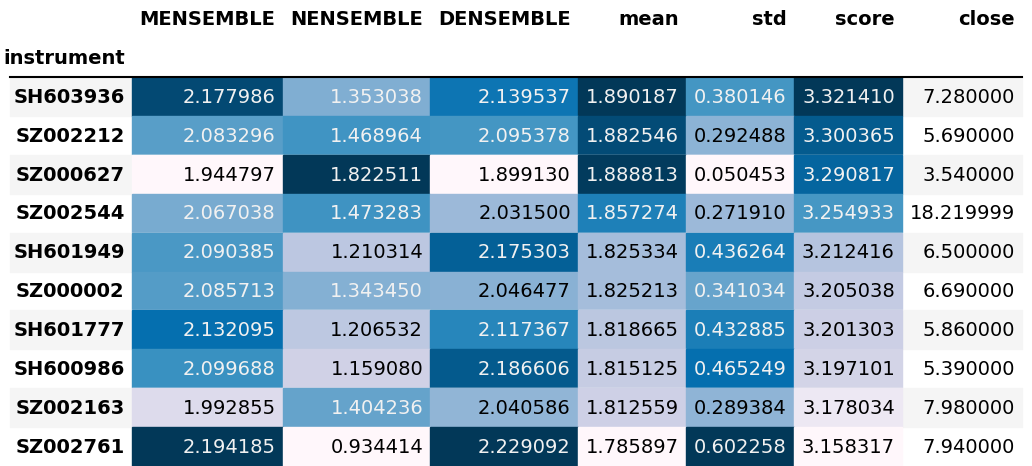 MENSEMBLE NENSEMBLE DENSEMBLE mean std score close
instrument
SH603936 2.177986 1.353038 2.139537 1.890187 0.380146 3.321410 7.280000
SZ002212 2.083296 1.468964 2.095378 1.882546 0.292488 3.300365 5.690000
SZ000627 1.944797 1.822511 1.899130 1.888813 0.050453 3.290817 3.540000
SZ002544 2.067038 1.473283 2.031500 1.857274 0.271910 3.254933 18.219999
SH601949 2.090385 1.210314 2.175303 1.825334 0.436264 3.212416 6.500000
SZ000002 2.085713 1.343450 2.046477 1.825213 0.341034 3.205038 6.690000
SH601777 2.132095 1.206532 2.117367 1.818665 0.432885 3.201303 5.860000
SH600986 2.099688 1.159080 2.186606 1.815125 0.465249 3.197101 5.390000
SZ002163 1.992855 1.404236 2.040586 1.812559 0.289384 3.178034 7.980000
SZ002761 2.194185 0.934414 2.229092 1.785897 0.602258 3.158317 7.940000